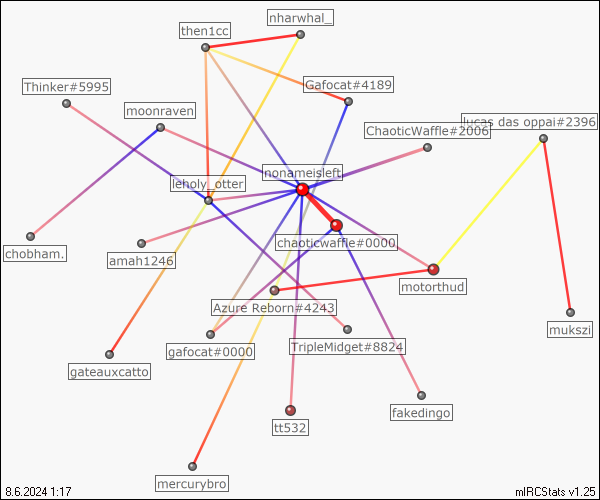 nharwhal_
then1cc
Thinker#5995
Gafocat#4189
moonraven
lucas das oppai#2396
ChaoticWaffle#2006
nonameisleft
leholy_otter
chaoticwaffle#0000
chobham.
amah1246
motorthud
Azure Reborn#4243
mukszi
gafocat#0000
TripleMidget#8824
gateauxcatto
fakedingo
tt532
mercurybro
8.6.2024 1:17
mIRCStats v1.25